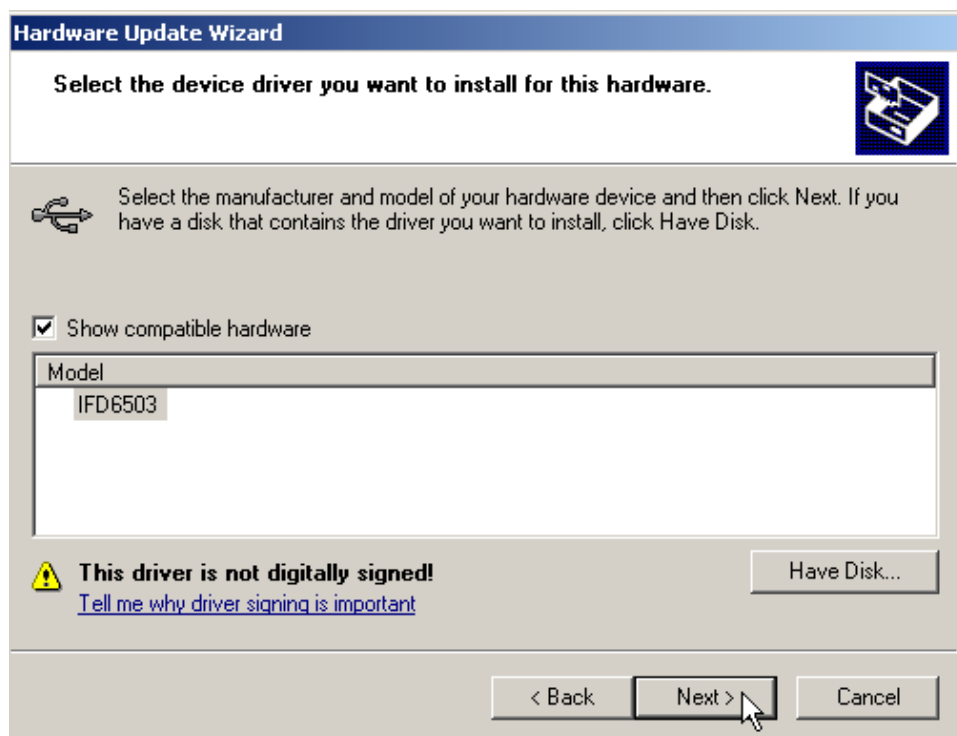 Hardware Update Wizard
Select the device driver you want to install for this hardware.
Select the manufacturer and model of your hardware device and then click Next. If you
have a disk that contains the driver you want to install, click Have Disk.
Show compatible hardware
Model
IFD6503
This driver is not digitally signed!
Have Disk...
Tell me why driver signing is important
< Back
Next >
Cancel